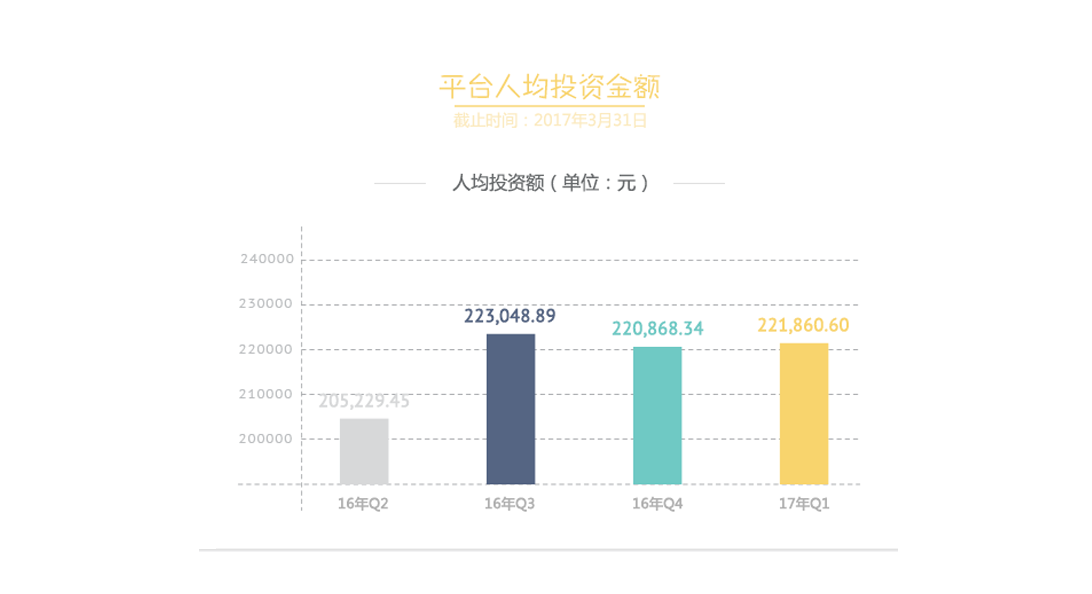 平台人均投资金额
截止时间：2017年3月31日
人均投资额（单位：元）
240000
230000
220000
210000
200000
205,229.45
223,048.89
220,868.34
221,860.60
16年Q2
16年Q3
16年Q4
17年Q1